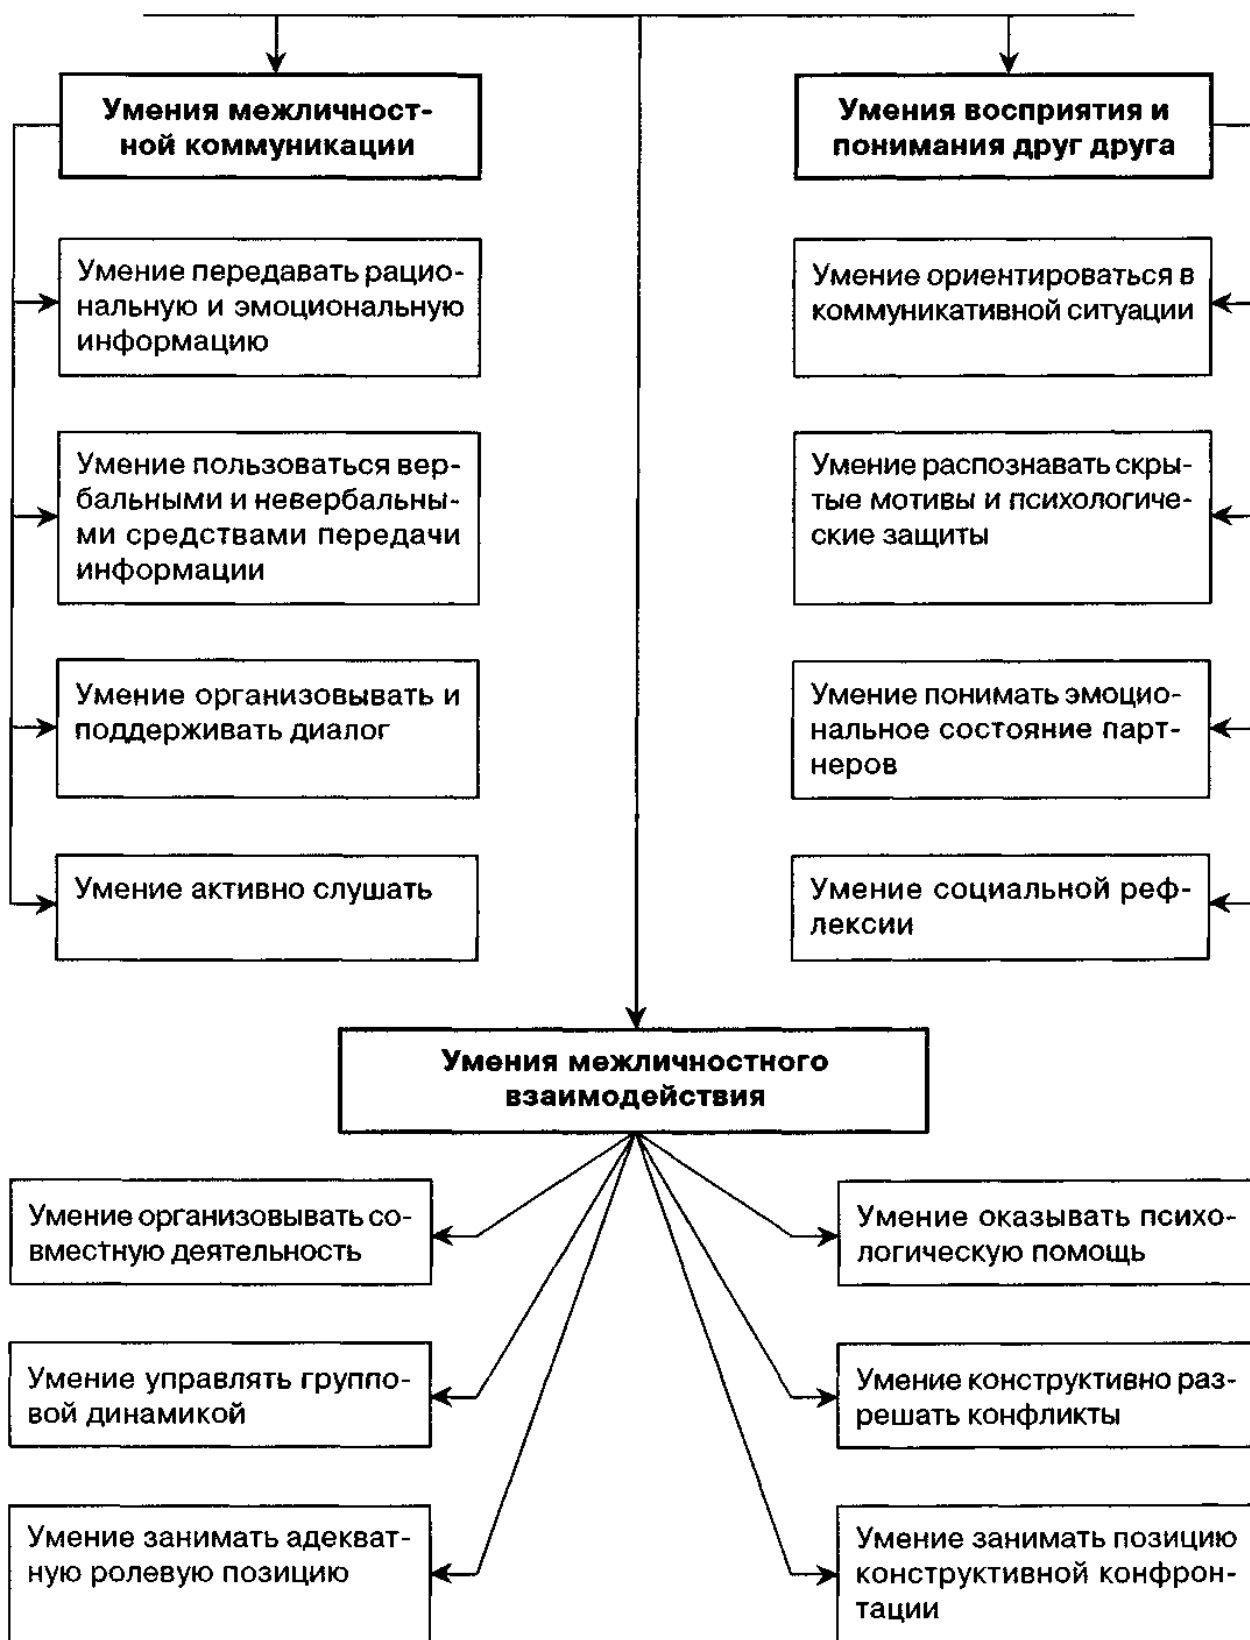 Умения межличност-
ной коммуникации
Умение передавать рацио-
нальную и эмоциональную
информацию
Умение пользоваться вер-
бальными и невербальны-
ми средствами передачи
информации
Умение организовывать и
поддерживать диалог
Умение активно слушать
Умения восприятия и
понимания друг друга
Умение ориентироваться в
коммуникативной ситуации
Умение распознавать скры-
тые мотивы и психологиче-
ские защиты
Умение понимать эмоцио-
нальное состояние парт-
неров
Умение социальной реф-
лексии
Умения межличностного
взаимодействия
Умение организовывать со-
вместную деятельность
Умение управлять группо-
вой динамикой
Умение занимать адекват-
ную ролевую позицию
Умение оказывать психо-
логическую помощь
Умение конструктивно раз-
решать конфликты
Умение занимать позицию
конструктивной конфрон-
тации